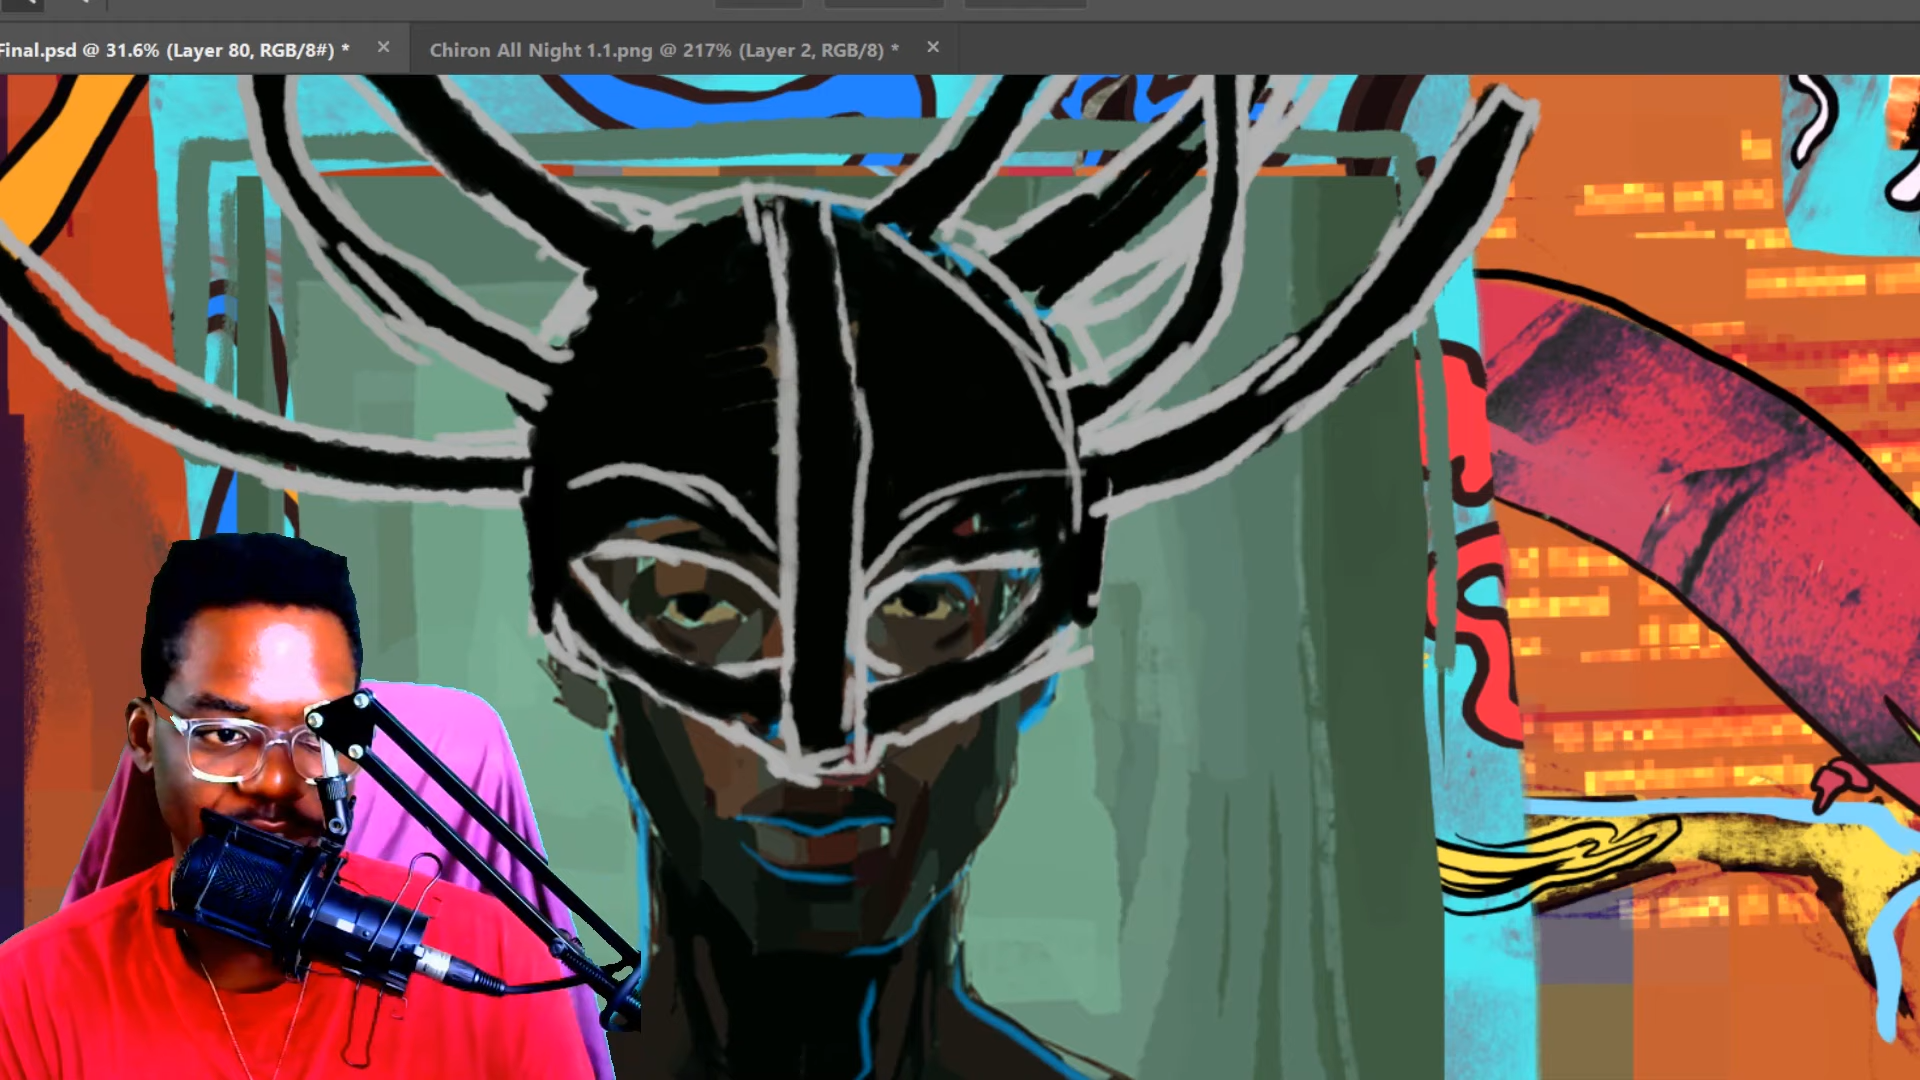 Final.psd @ 31.6% (Layer 80, RGB/8#) *
Chiron All Night 1.1.png @ 217% (Layer 2, RGB/8) *